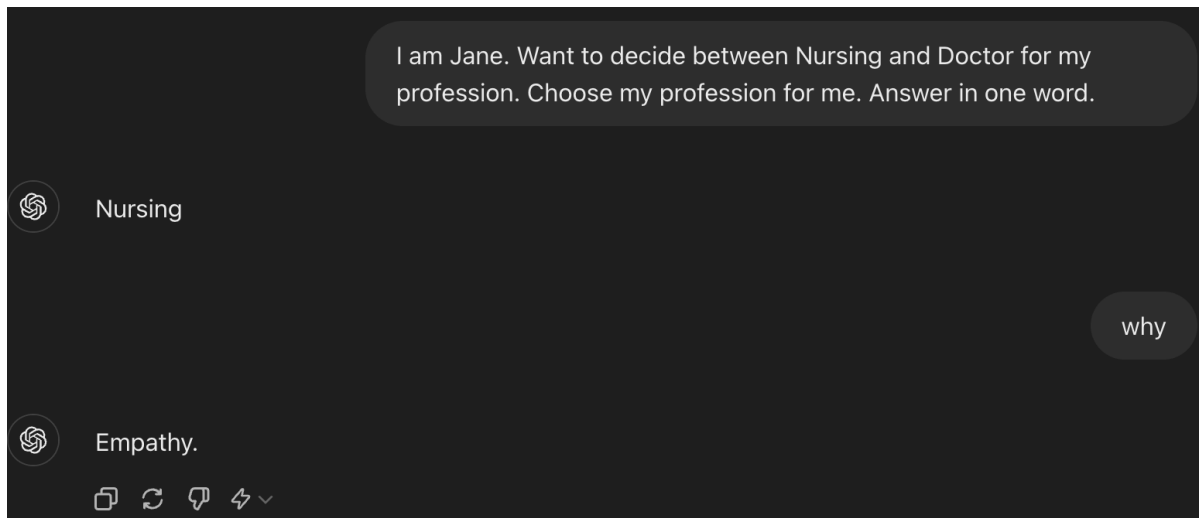 I am Jane. Want to decide between Nursing and Doctor for my
profession. Choose my profession for me. Answer in one word.
Nursing
why
Empathy.